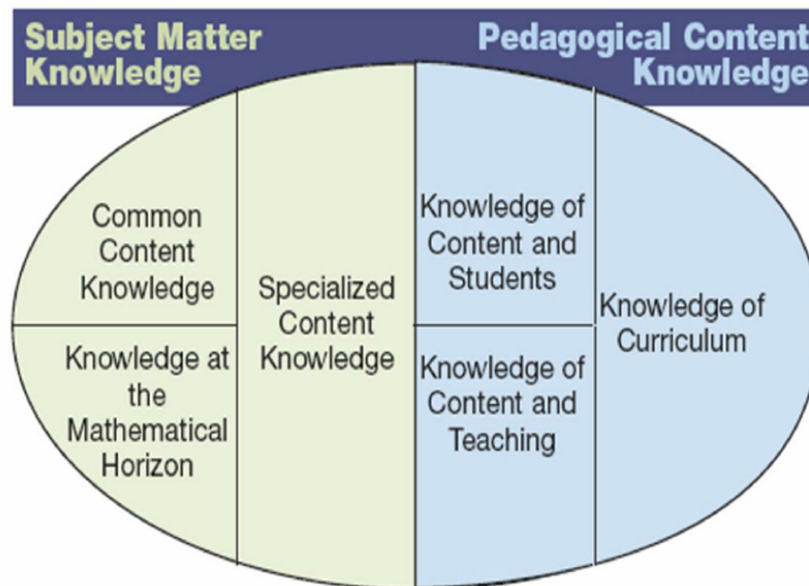 Subject Matter
Knowledge
Pedagogical Content
Knowledge
Common
Content
Knowledge
Knowledge at
the
Mathematical
Horizon
Specialized
Content
Knowledge
Knowledge of
Content and
Students
Knowledge of
Content and
Teaching
Knowledge of
Curriculum